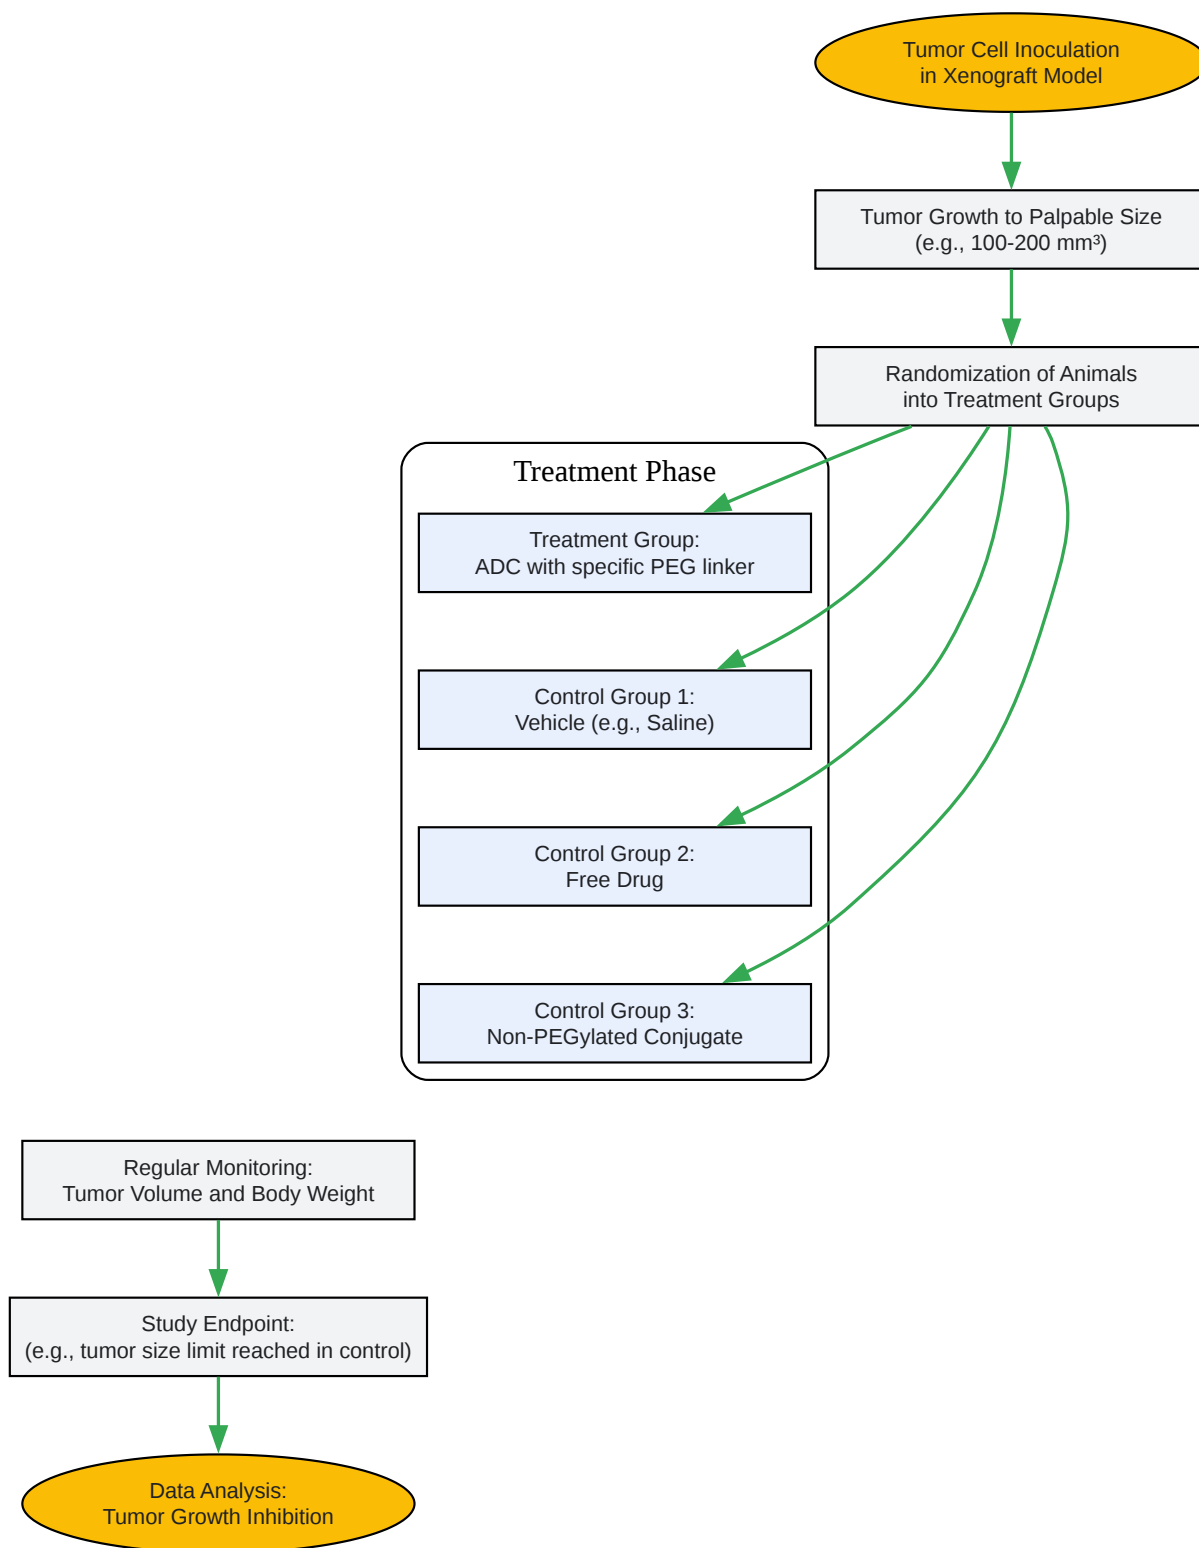 Tumor Cell Inoculation
in Xenograft Model
Tumor Growth to Palpable Size
(e.g., 100-200 mm³)
Randomization of Animals
into Treatment Groups
Treatment Phase
Treatment Group:
ADC with specific PEG linker
Control Group 1:
Vehicle (e.g., Saline)
Control Group 2:
Free Drug
Control Group 3:
Non-PEGylated Conjugate
Regular Monitoring:
Tumor Volume and Body Weight
Study Endpoint:
(e.g., tumor size limit reached in control)
Data Analysis:
Tumor Growth Inhibition